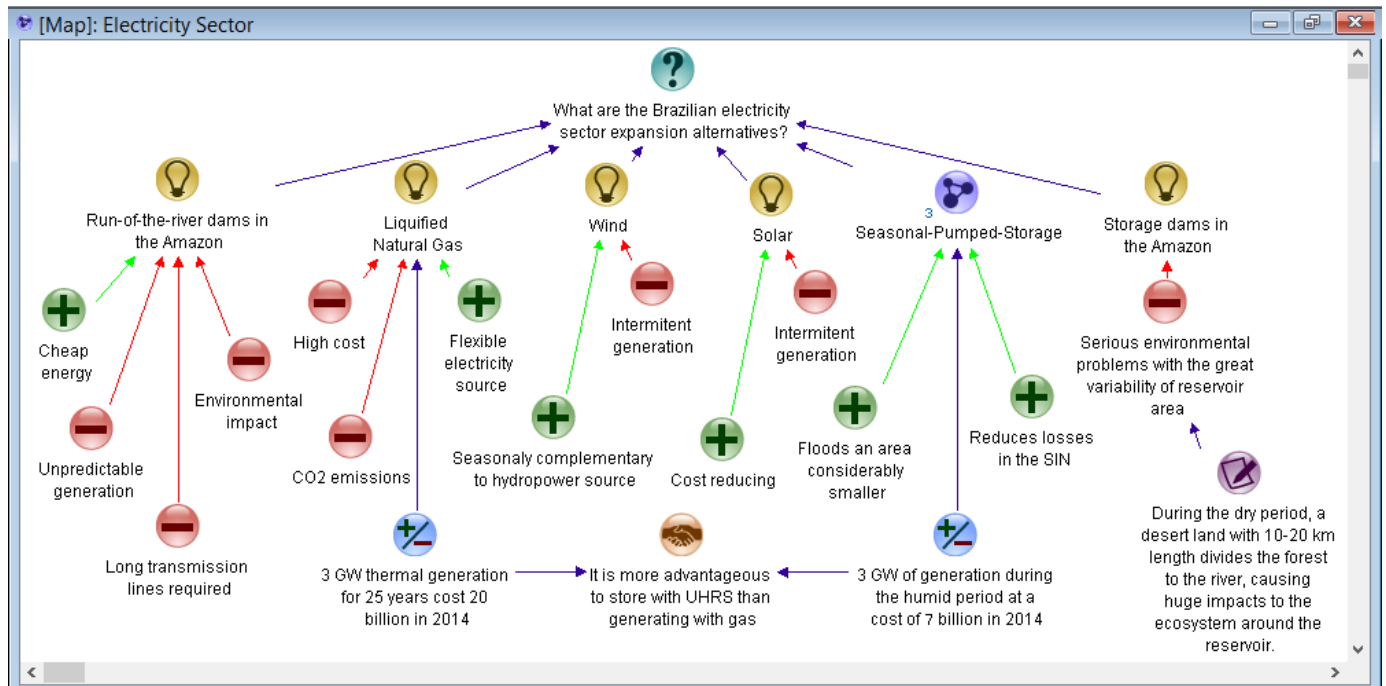 [Map]: Electricity Sector
What are the Brazilian electricity
sector expansion alternatives?
Run-of-the-river dams in
the Amazon
Liquified
Natural Gas
Wind
Solar
3
Seasonal-Pumped-Storage
Storage dams in
the Amazon
Cheap
energy
Unpredictable
generation
Long transmission
lines required
Environmental
impact
High cost
CO2 emissions
Flexible
electricity
source
Seasonaly complementary
to hydropower source
Intermitent
generation
Cost reducing
Intermitent
generation
Floods an area
considerably
smaller
Reduces losses
in the SIN
Serious environmental
problems with the great
variability of reservoir
area
3 GW thermal generation
for 25 years cost 20
billion in 2014
It is more advantageous
to store with UHRS than
generating with gas
3 GW of generation during
the humid period at a
cost of 7 billion in 2014
During the dry period, a
desert land with 10-20 km
length divides the forest
to the river, causing
huge impacts to the
ecosystem around the
reservoir.